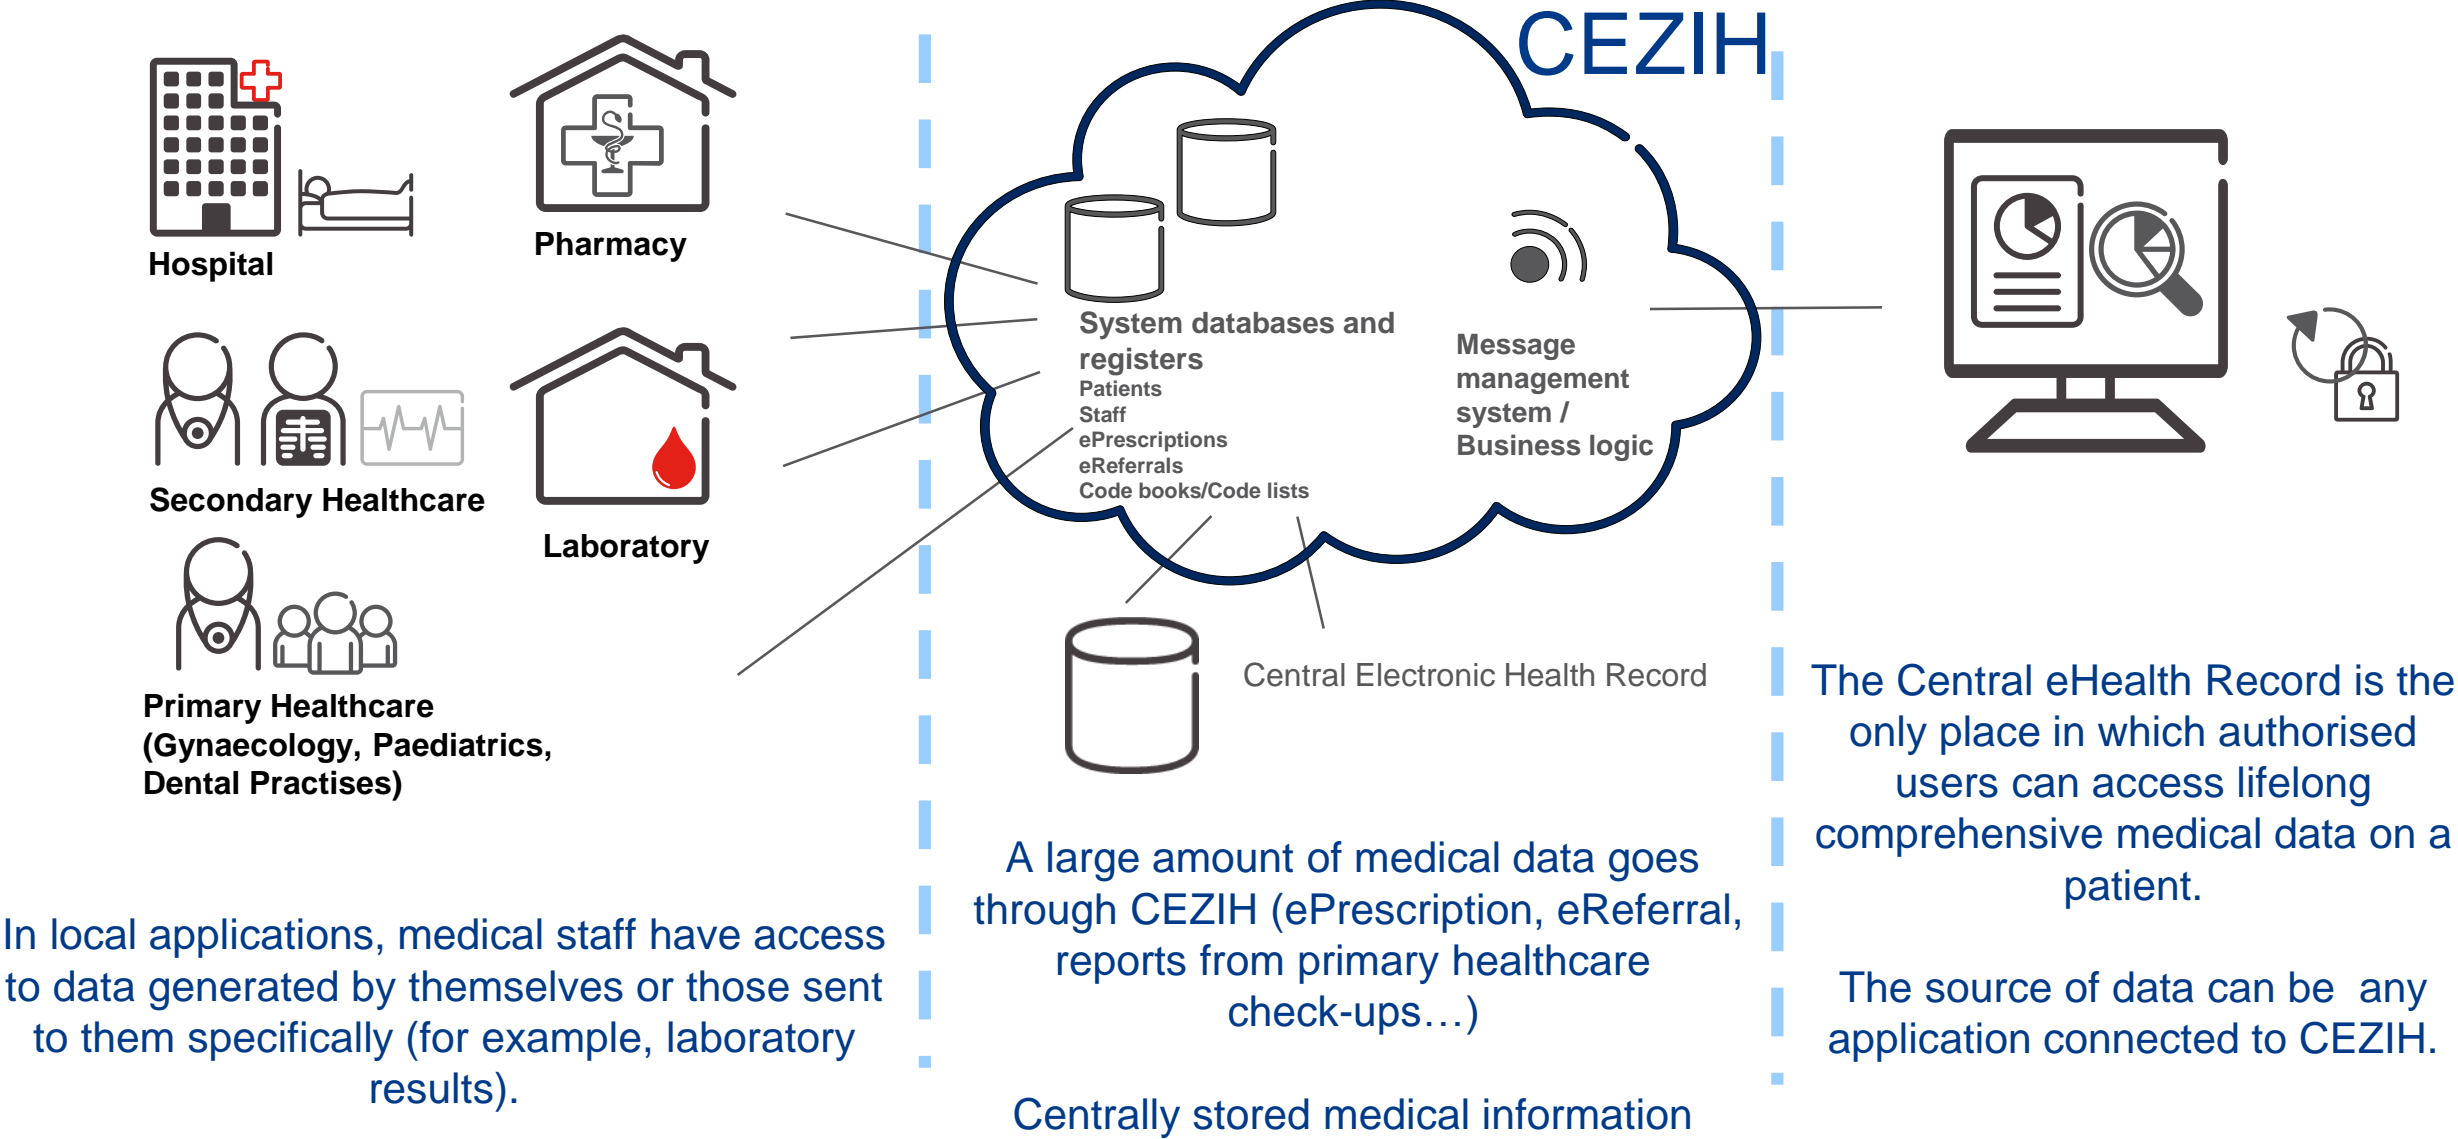 CEZIH
Hospital
Pharmacy
Secondary Healthcare
Laboratory
Primary Healthcare
(Gynaecology, Paediatrics,
Dental Practises)
In local applications, medical staff have access
to data generated by themselves or those sent
to them specifically (for example, laboratory
results).
System databases and
registers
Patients
Staff
ePrescriptions
eReferrals
Code books/Code lists
Message
management
system /
Business logic
Central Electronic Health Record
A large amount of medical data goes
through CEZIH (ePrescription, eReferral,
reports from primary healthcare
check-ups…)
Centrally stored medical information
The Central eHealth Record is the
only place in which authorised
users can access lifelong
comprehensive medical data on a
patient.
The source of data can be  any
application connected to CEZIH.